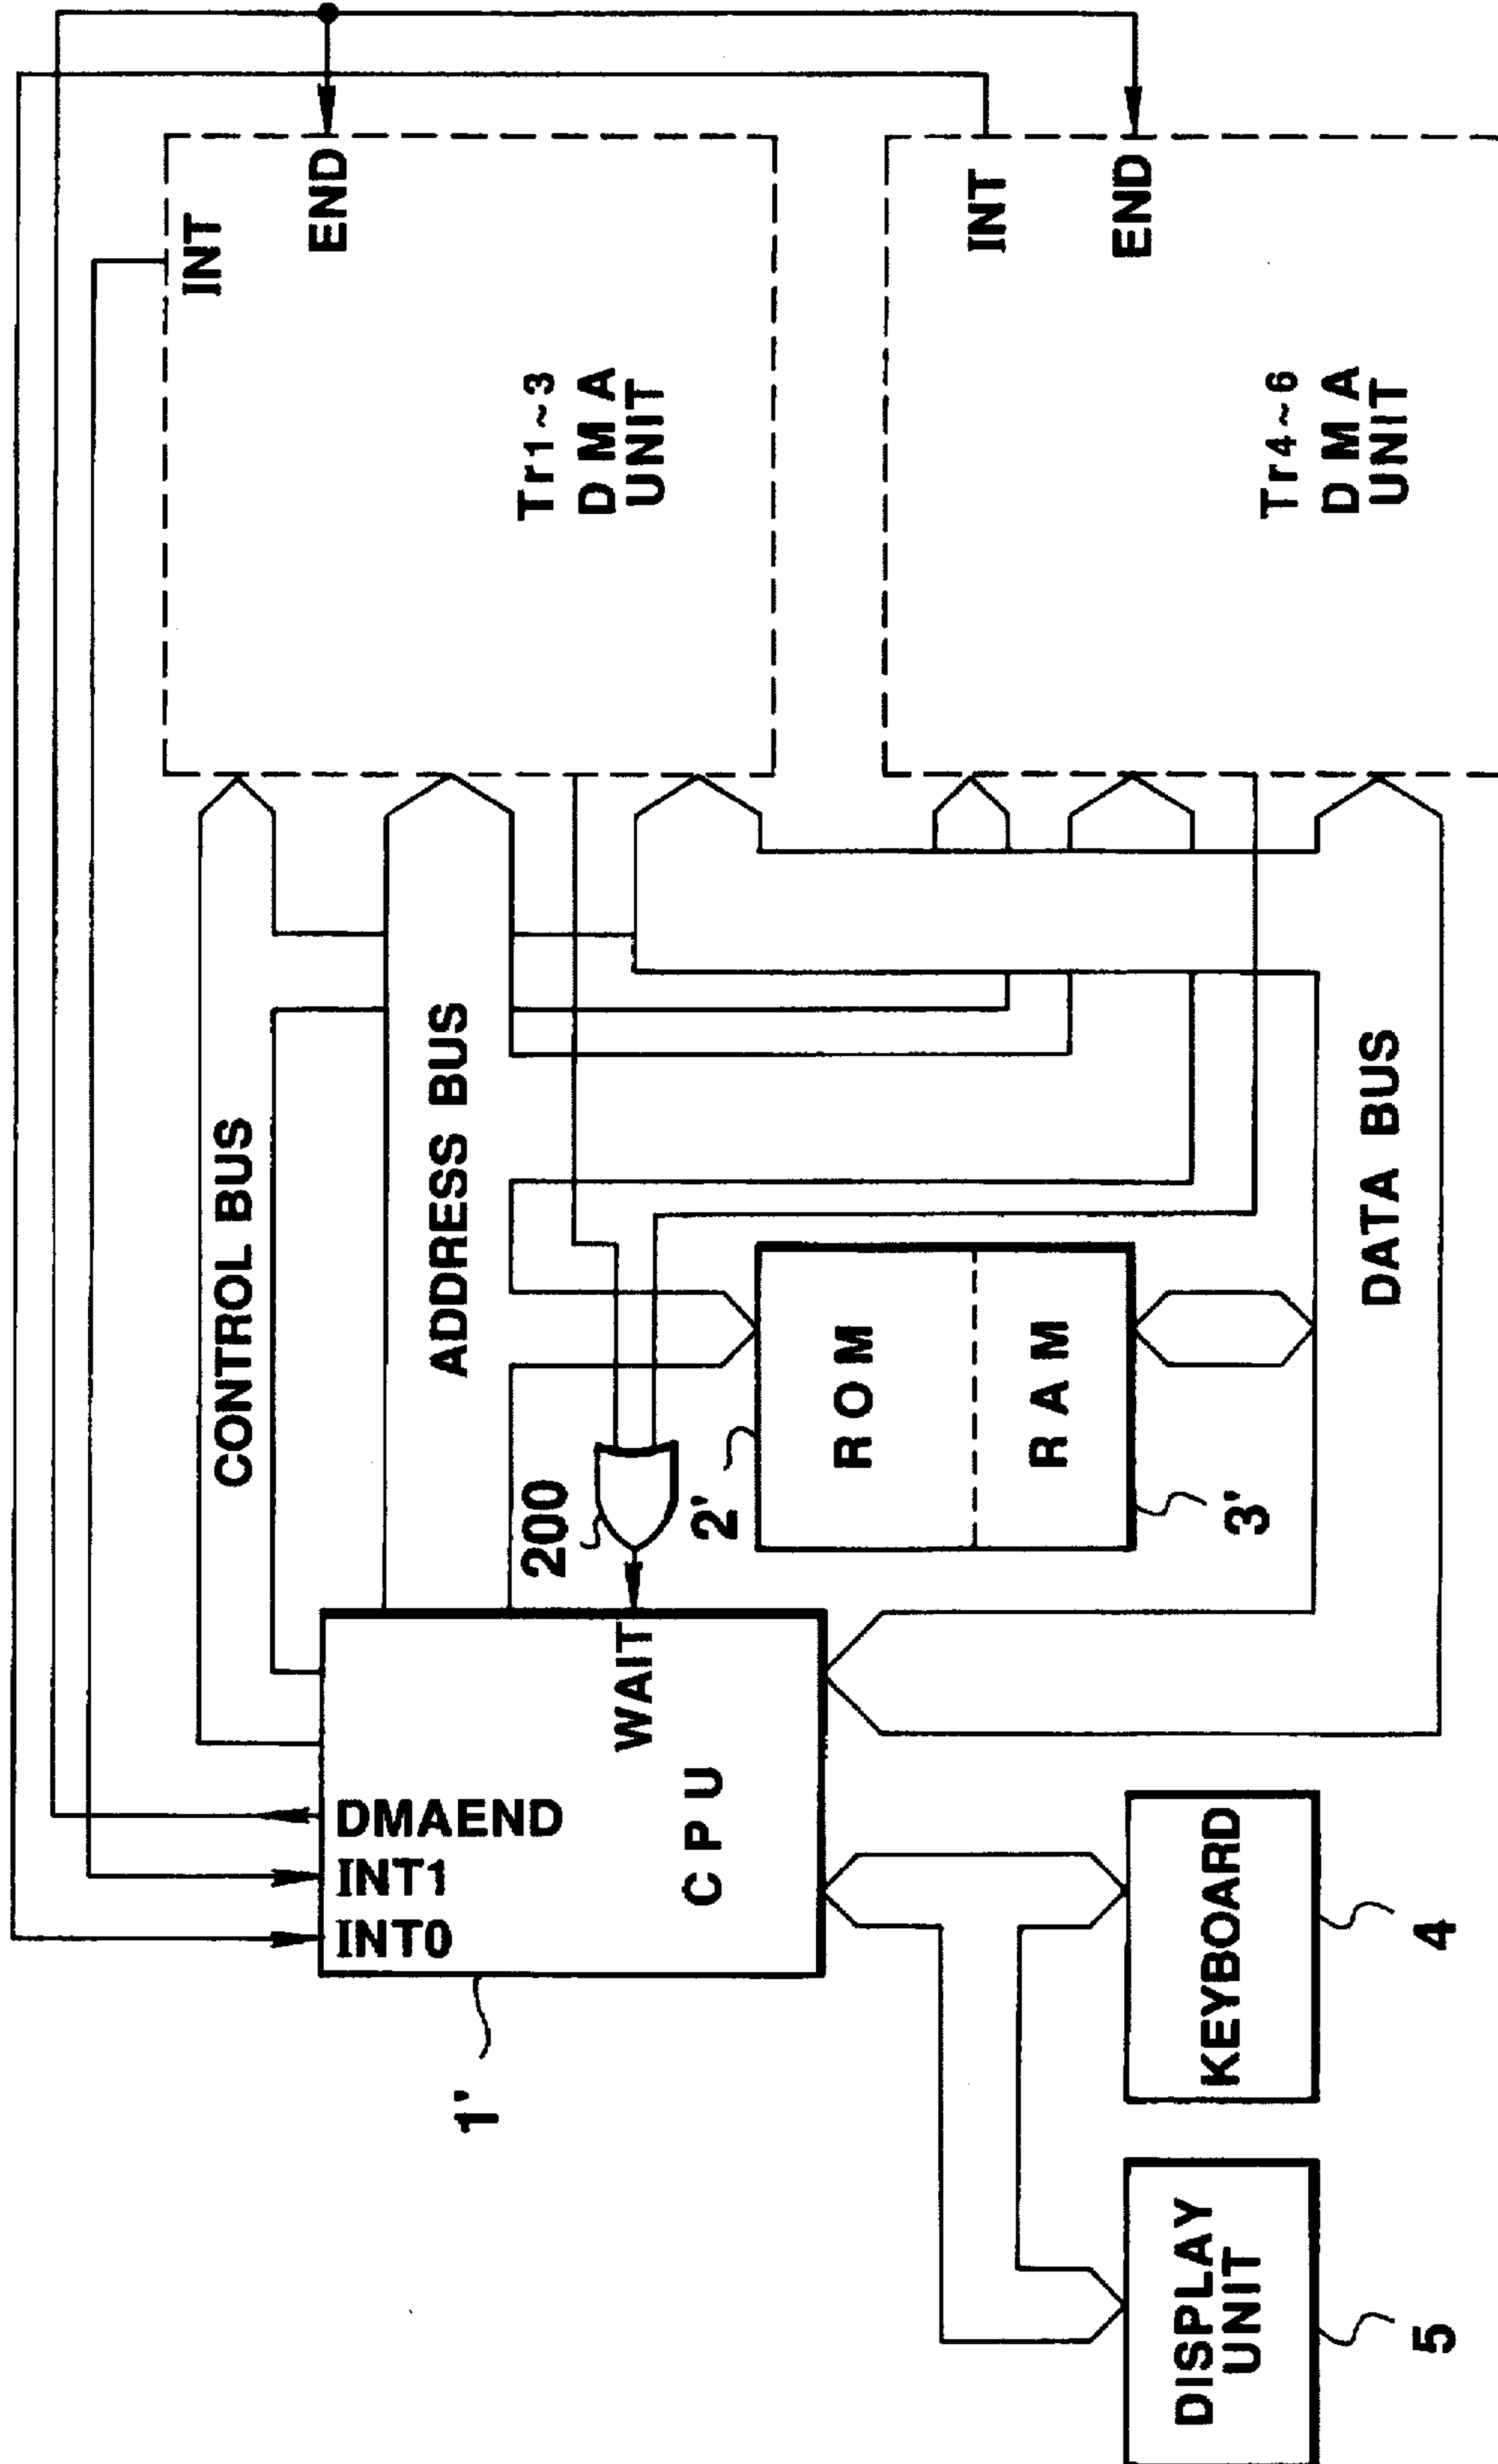 INT0
INT1
DMAEND
CPU
WAIT
1'
CONTROL BUS
ADDRESS BUS
200
2'
ROM
RAM
3'
DATA BUS
INT
END
Tr1~3
DMA
UNIT
INT
END
Tr4~6
DMA
UNIT
KEYBOARD
4
DISPLAY
UNIT
5